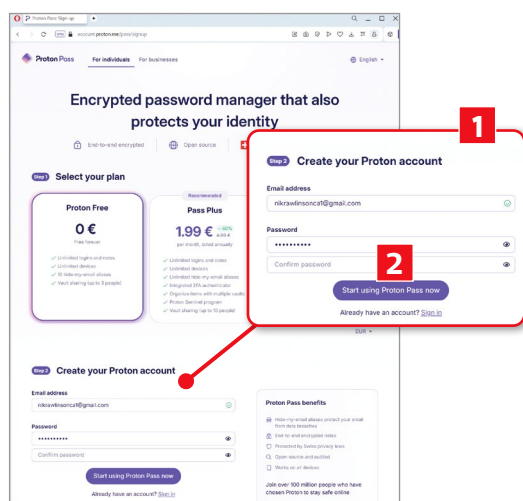 Proton Pass: Sign-up
account.proton.me/pass/signup
Proton Pass For individuals For businesses English
Encrypted password manager that also
protects your identity
End-to-end encrypted Open source
Step 1 Select your plan
Proton Free
0 €
Free forever
Unlimited logins and notes
Unlimited devices
10 hide-my-email aliases
Vault sharing (up to 3 people)
Recommended
Pass Plus
1.99 € - 60%
4.99 €
per month, billed annually
Unlimited logins and notes
Unlimited devices
Unlimited hide-my-email aliases
Integrated 2FA authenticator
Organize items with multiple vaults
Proton Sentinel program
Vault sharing (up to 10 people)
EUR
1
Step 2 Create your Proton account
Email address
nikrawlinsonca1@gmail.com
Password
••••••••••
Confirm password
2
Start using Proton Pass now
Already have an account? Sign in
Step 2 Create your Proton account
Email address
nikrawlinsonca1@gmail.com
Password
••••••••••
Confirm password
Start using Proton Pass now
Already have an account? Sign in
Proton Pass benefits
Hide-my-email aliases protect your email
from data breaches
End-to-end encrypted notes
Protected by Swiss privacy laws
Open source and audited
Works on all devices
Join over 100 million people who have
chosen Proton to stay safe online